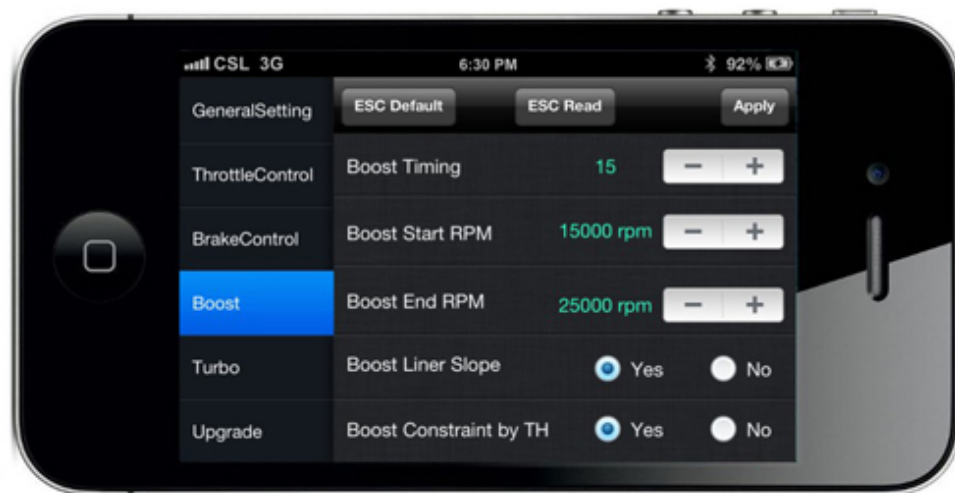 CSL 3G 6:30 PM 92%
GeneralSetting
ThrottleControl
BrakeControl
Boost
Turbo
Upgrade
ESC Default ESC Read Apply
Boost Timing 15 − +
Boost Start RPM 15000 rpm − +
Boost End RPM 25000 rpm − +
Boost Liner Slope Yes No
Boost Constraint by TH Yes No